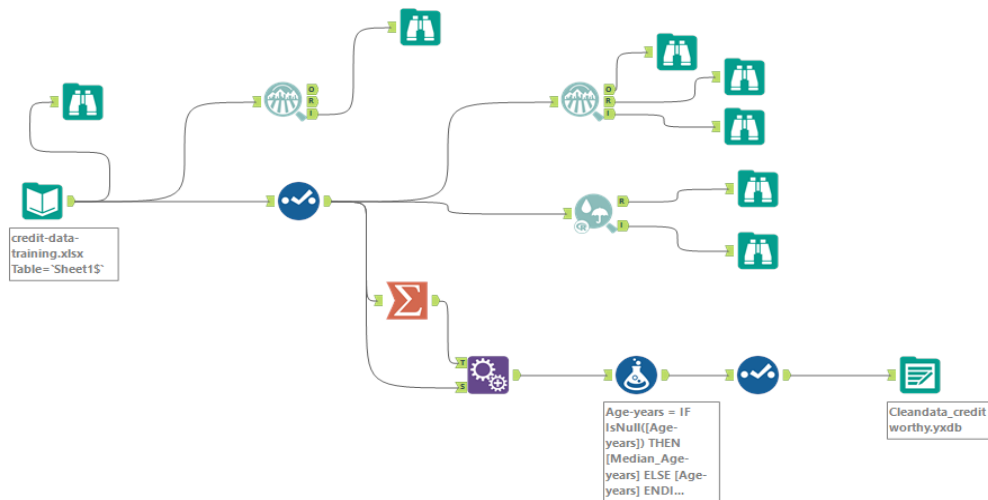 O
R
I
O
R
I
R
I
credit-data-
training.xlsx
Table=`Sheet1$`
Σ
T
S
Age-years = IF
IsNull([Age-
years]) THEN
[Median_Age-
years] ELSE [Age-
years] ENDI...
Cleandata_credit
worthy.yxdb